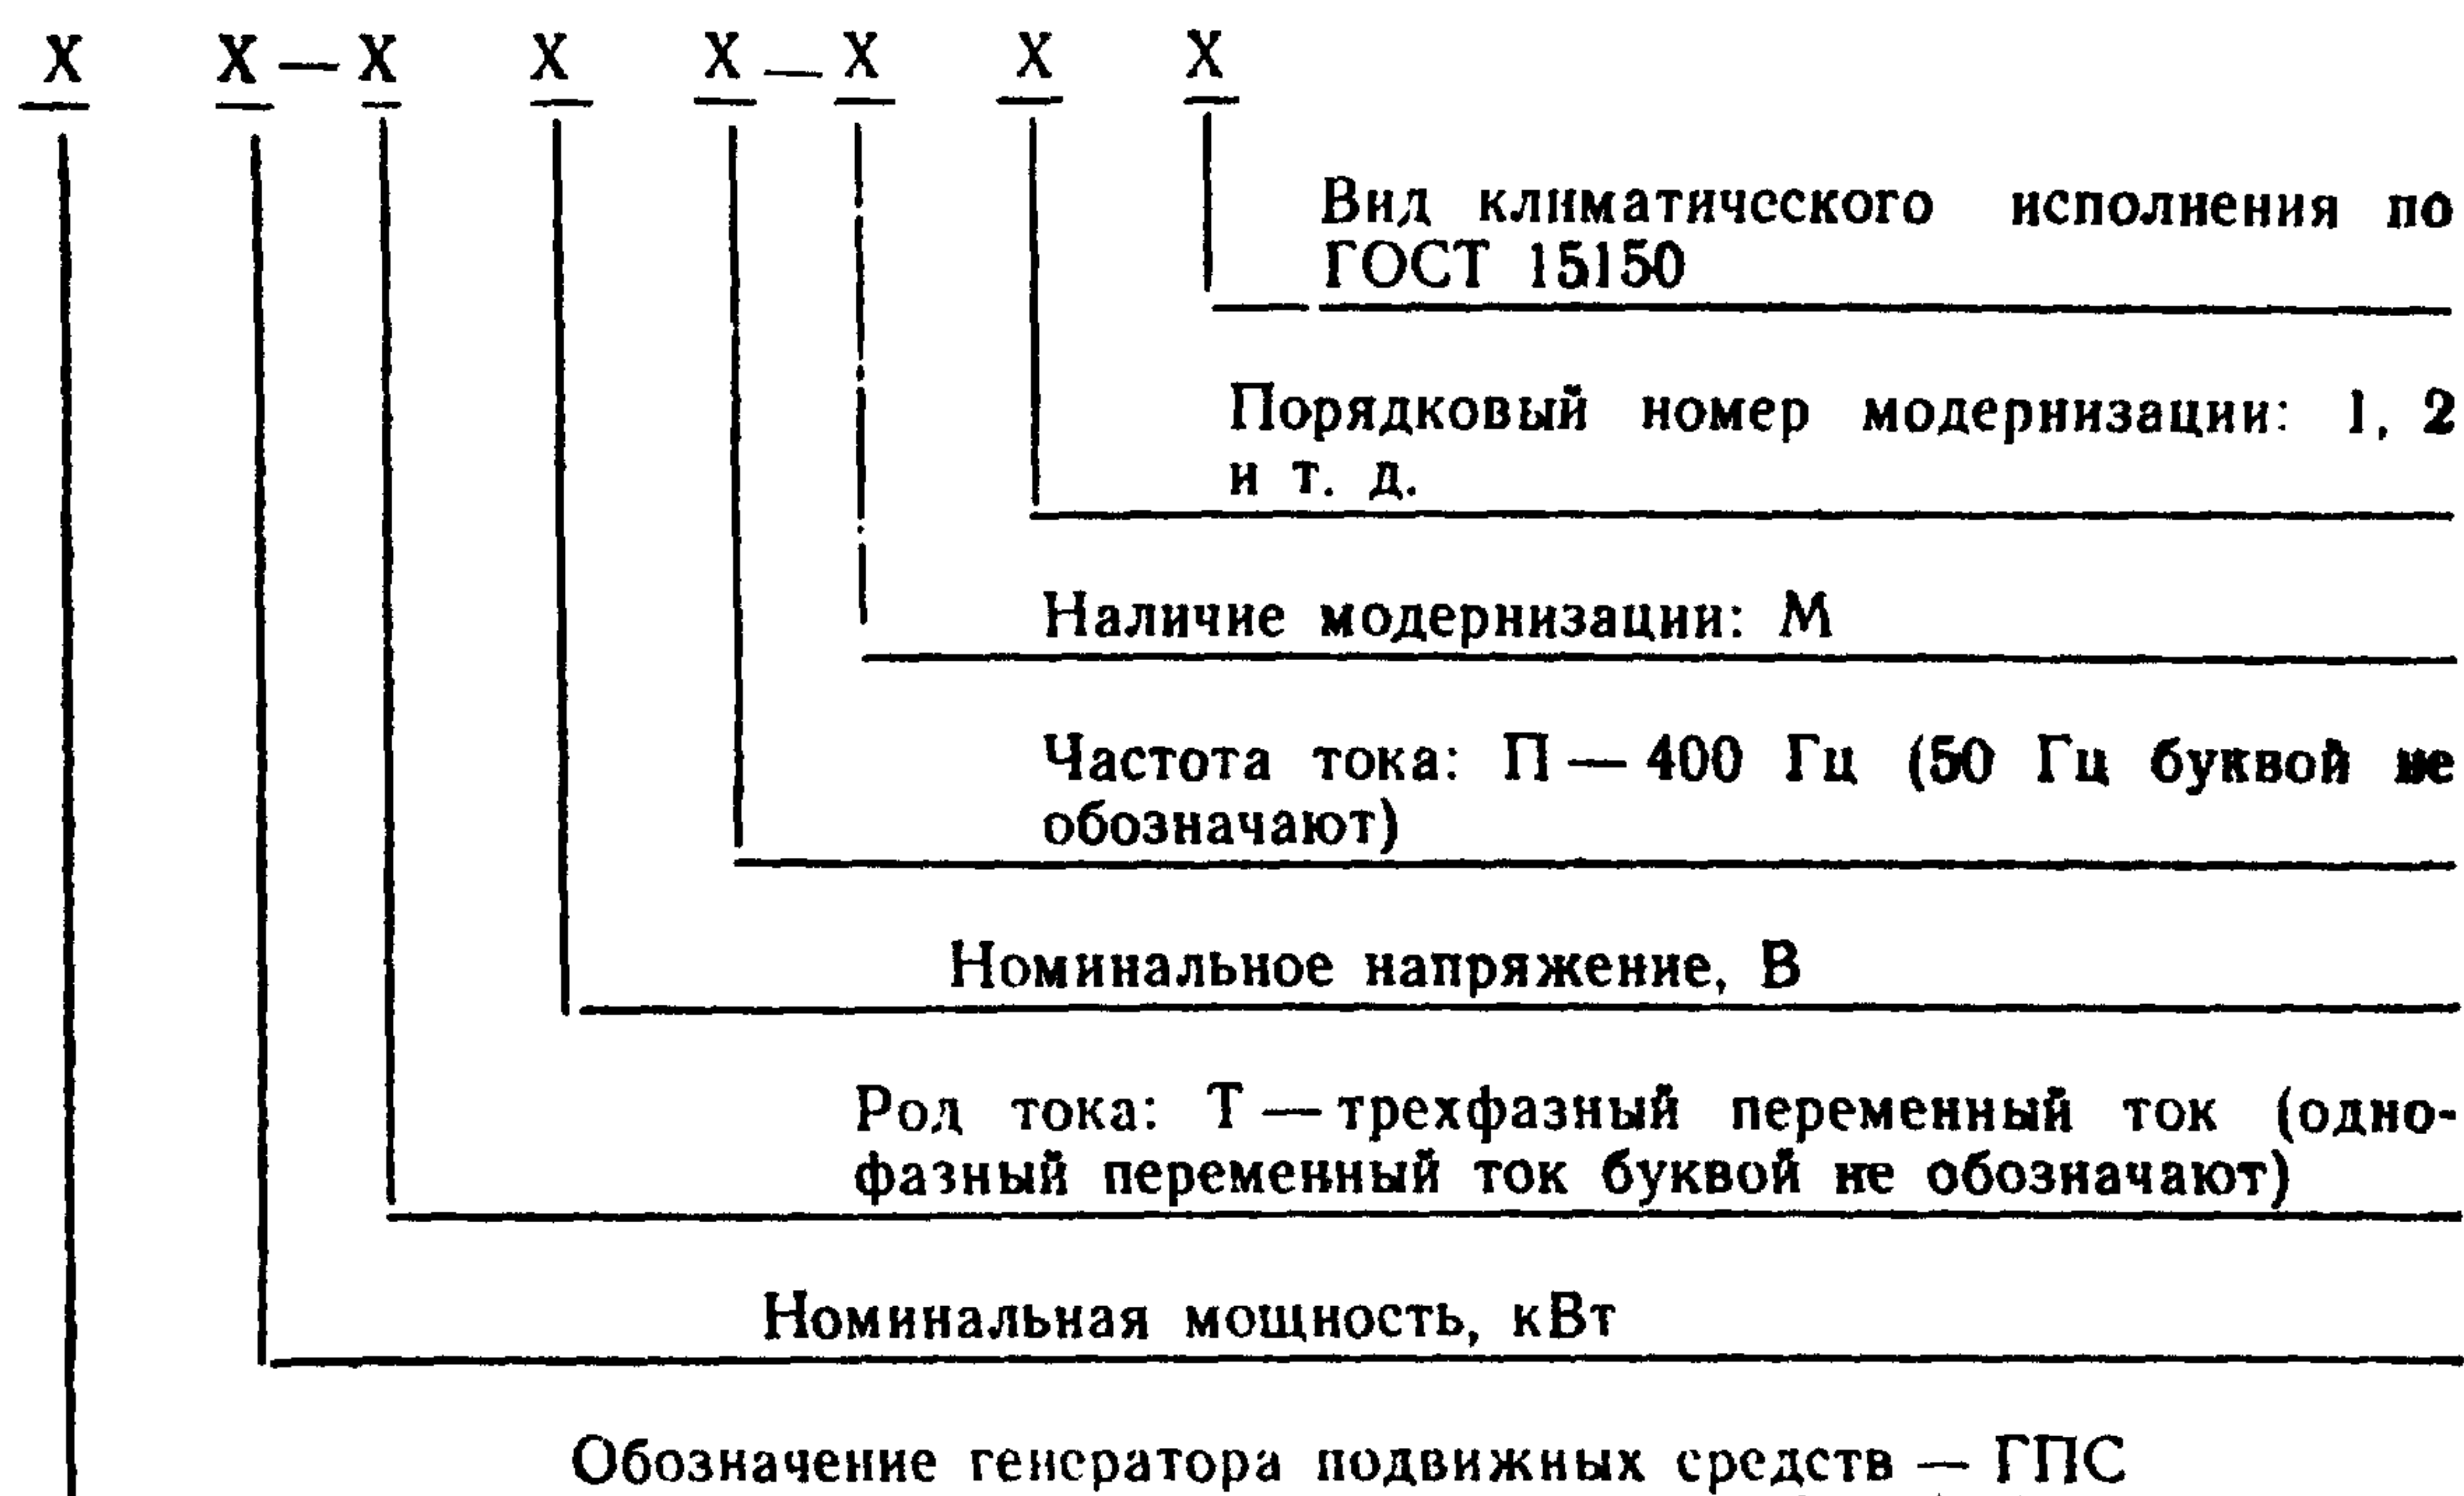 X X — X X X — X X X
Вид климатического исполнения по
ГОСТ 15150
Порядковый номер модернизации: 1, 2
и т. д.
Наличие модернизации: М
Частота тока: П — 400 Гц (50 Гц буквой не
обозначают)
Номинальное напряжение, В
Род тока: Т — трехфазный переменный ток (одно-
фазный переменный ток буквой не обозначают)
Номинальная мощность, кВт
Обозначение генератора подвижных средств — ГПС